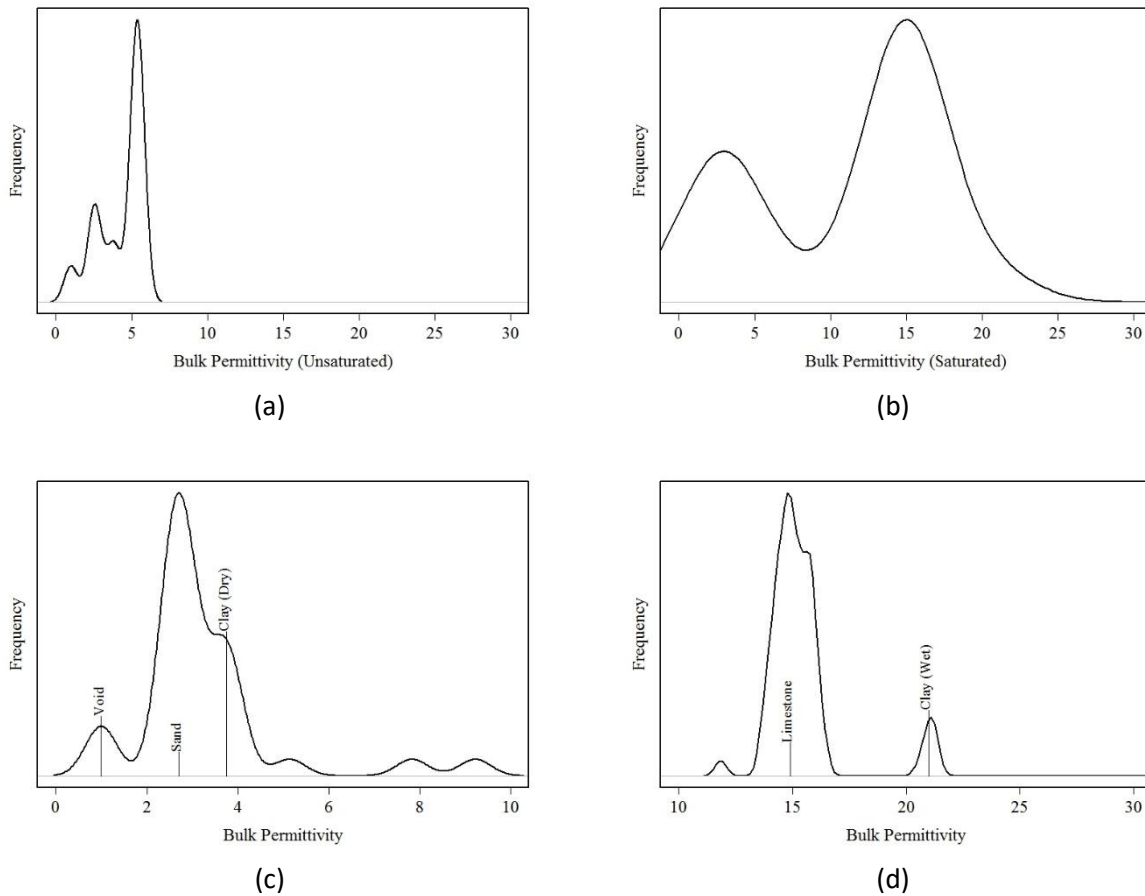 Frequency
0 5 10 15 20 25 30
Bulk Permittivity (Unsaturated)
(a)
Frequency
0 5 10 15 20 25 30
Bulk Permittivity (Saturated)
(b)
Frequency
Void
Sand
Clay (Dry)
0 2 4 6 8 10
Bulk Permittivity
(c)
Frequency
Limestone
Clay (Wet)
10 15 20 25 30
Bulk Permittivity
(d)